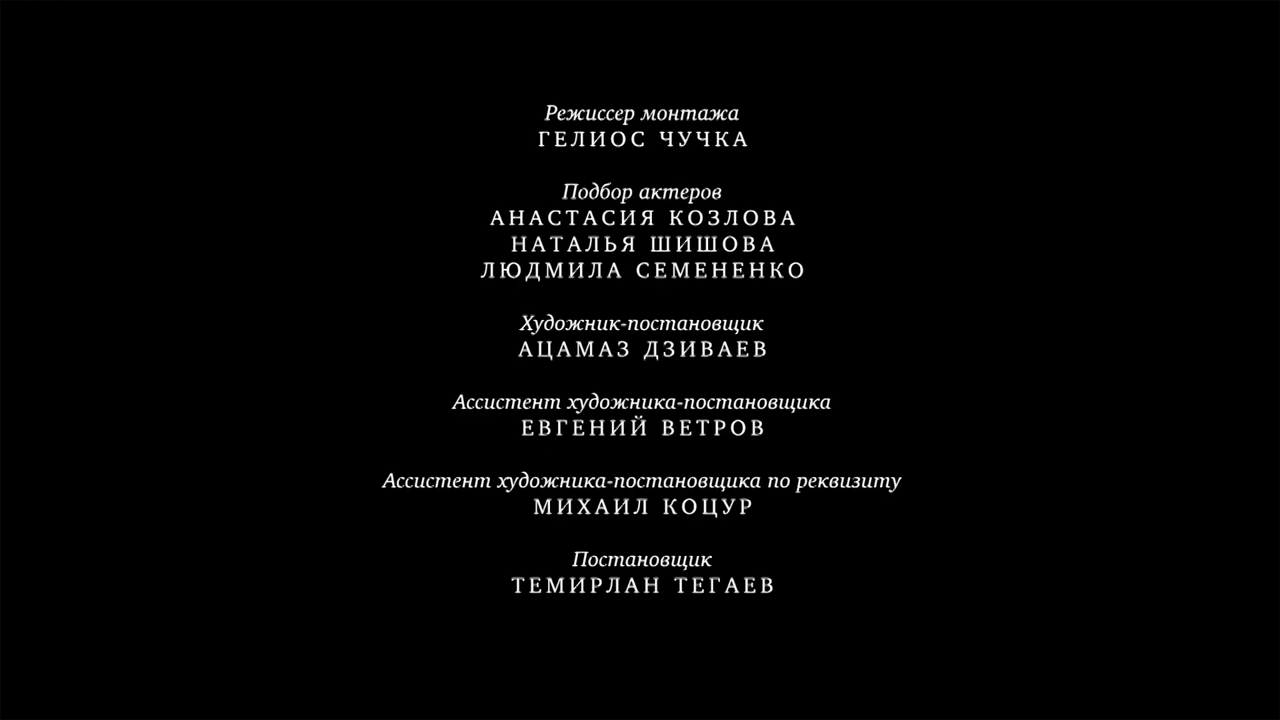 Режиссер монтажа
ГЕЛИОС ЧУЧКА
Подбор актеров
АНАСТАСИЯ КОЗЛОВА
НАТАЛЬЯ ШИШОВА
ЛЮДМИЛА СЕМЕНЕНКО
Художник-постановщик
АЦАМАЗ ДЗИВАЕВ
Ассистент художника-постановщика
ЕВГЕНИЙ ВЕТРОВ
Ассистент художника-постановщика по реквизиту
МИХАИЛ КОЦУР
Постановщик
ТЕМИРЛАН ТЕГАЕВ